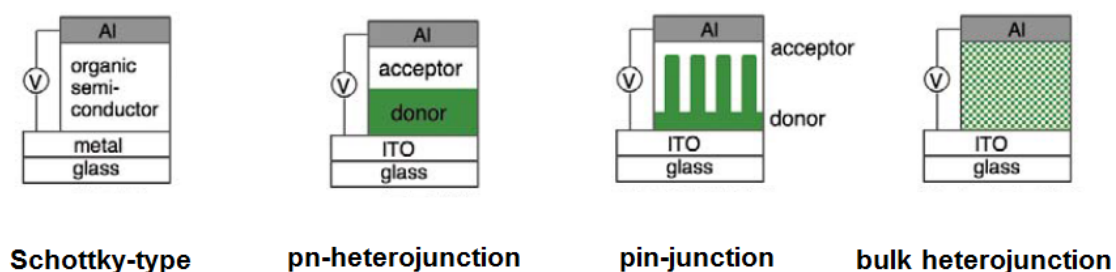 Al
V
organic
semi-
conductor
metal
glass
Schottky-type
Al
V
acceptor
donor
ITO
glass
pn-heterojunction
Al
V
acceptor
donor
ITO
glass
pin-junction
Al
V
ITO
glass
bulk heterojunction